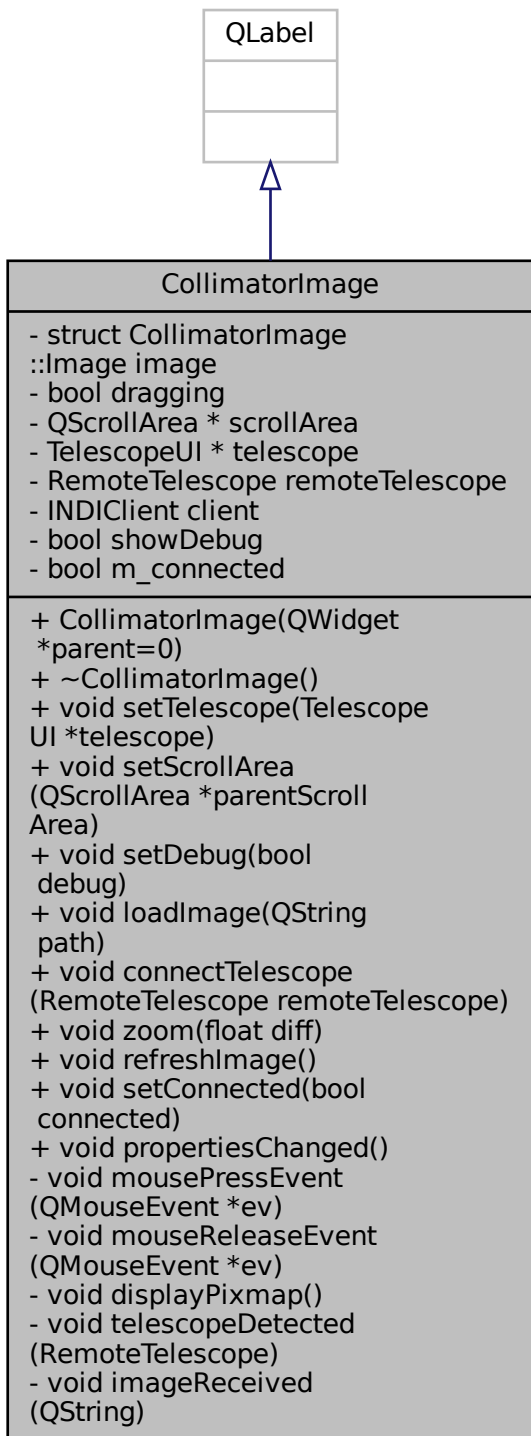 QLabel
CollimatorImage
- struct CollimatorImage
::Image image
- bool dragging
- QScrollArea * scrollArea
- TelescopeUI * telescope
- RemoteTelescope remoteTelescope
- INDIClient client
- bool showDebug
- bool m_connected
+ CollimatorImage(QWidget
*parent=0)
+ ~CollimatorImage()
+ void setTelescope(Telescope
UI *telescope)
+ void setScrollArea
(QScrollArea *parentScroll
Area)
+ void setDebug(bool
debug)
+ void loadImage(QString
path)
+ void connectTelescope
(RemoteTelescope remoteTelescope)
+ void zoom(float diff)
+ void refreshImage()
+ void setConnected(bool
connected)
+ void propertiesChanged()
- void mousePressEvent
(QMouseEvent *ev)
- void mouseReleaseEvent
(QMouseEvent *ev)
- void displayPixmap()
- void telescopeDetected
(RemoteTelescope)
- void imageReceived
(QString)